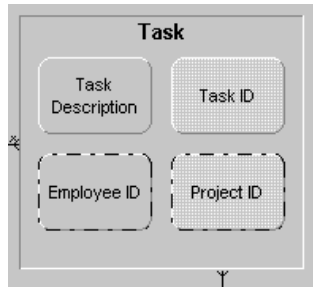 Task
Task
Description
Task ID
Employee ID
Project ID